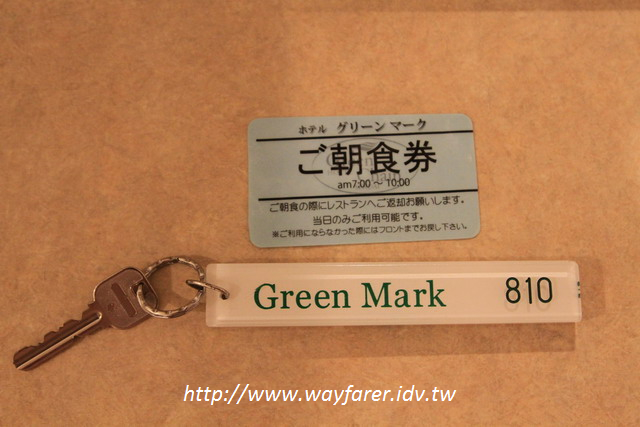 ホテル グリーンマーク
ご朝食券
am7:00～10:00
ご朝食の際にレストランへご返却お願いします。
当日のみご利用可能です。
※ご利用にならなかった際にはフロントまでお戻し下さい。
Green Mark 810
http://www.wayfarer.idv.tw